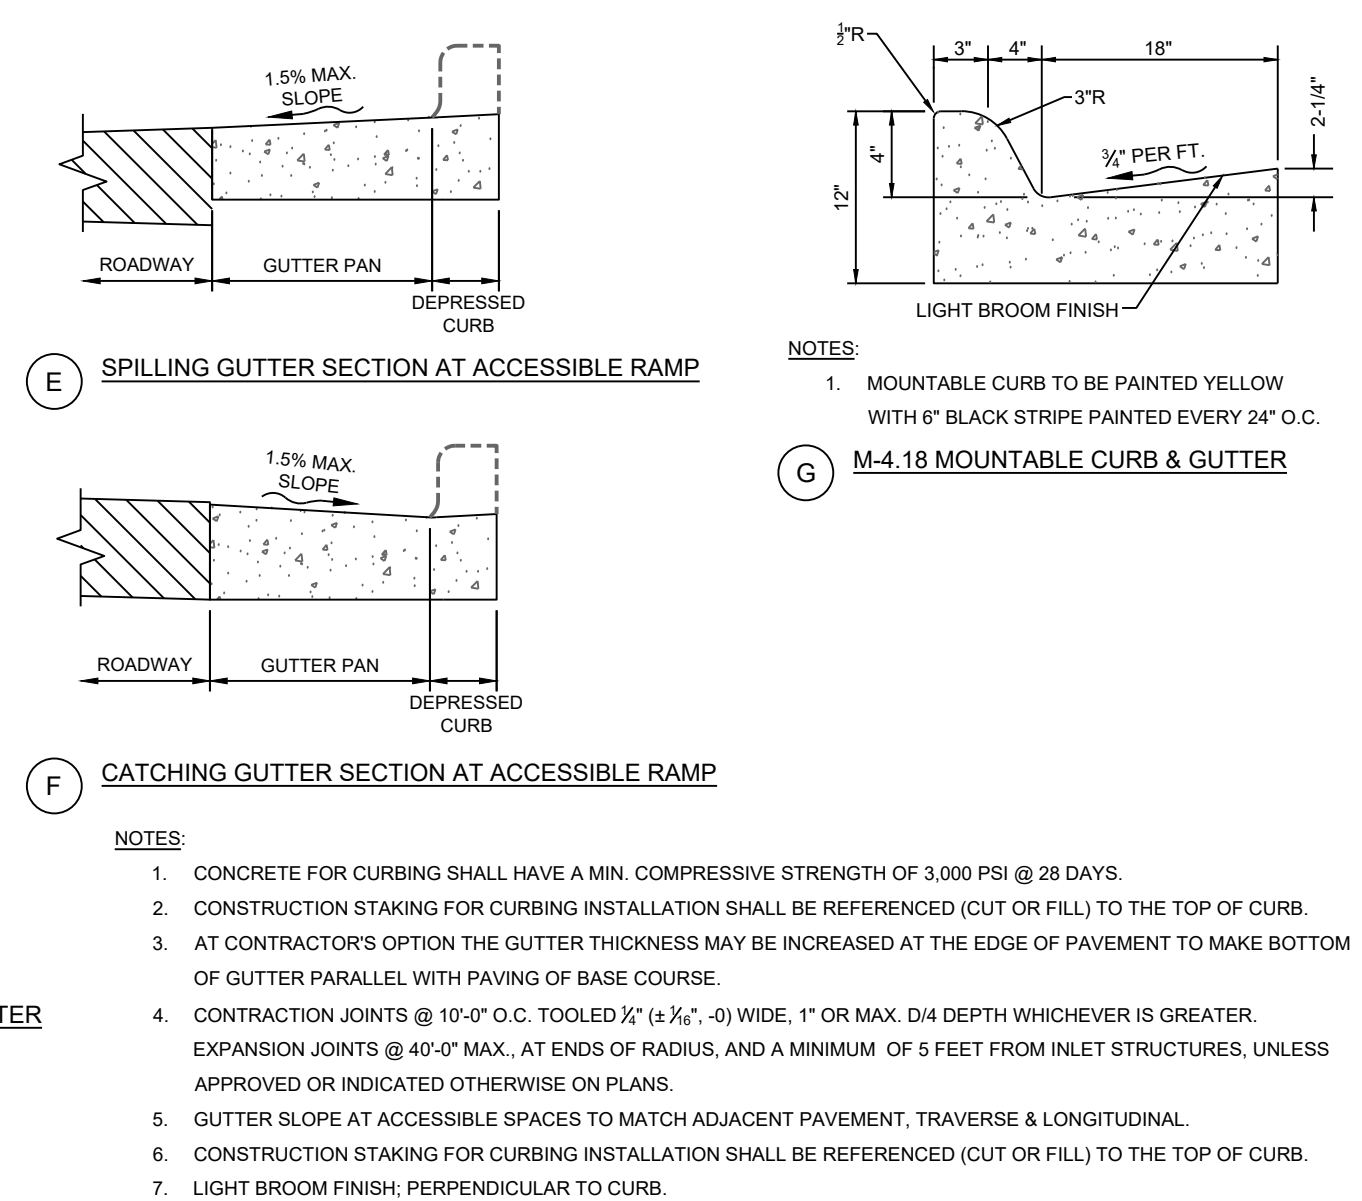 1.5% MAX.
SLOPE
ROADWAY
GUTTER PAN
DEPRESSED
CURB
E
SPILLING GUTTER SECTION AT ACCESSIBLE RAMP
1.5% MAX.
SLOPE
ROADWAY
GUTTER PAN
DEPRESSED
CURB
F
CATCHING GUTTER SECTION AT ACCESSIBLE RAMP
½"R
3"
4"
18"
3"R
2-1/4"
4"
12"
¾" PER FT.
LIGHT BROOM FINISH
NOTES:
1. MOUNTABLE CURB TO BE PAINTED YELLOW
WITH 6" BLACK STRIPE PAINTED EVERY 24" O.C.
G
M-4.18 MOUNTABLE CURB & GUTTER
NOTES:
1. CONCRETE FOR CURBING SHALL HAVE A MIN. COMPRESSIVE STRENGTH OF 3,000 PSI @ 28 DAYS.
2. CONSTRUCTION STAKING FOR CURBING INSTALLATION SHALL BE REFERENCED (CUT OR FILL) TO THE TOP OF CURB.
3. AT CONTRACTOR'S OPTION THE GUTTER THICKNESS MAY BE INCREASED AT THE EDGE OF PAVEMENT TO MAKE BOTTOM
OF GUTTER PARALLEL WITH PAVING OF BASE COURSE.
TER
4. CONTRACTION JOINTS @ 10'-0" O.C. TOOLED ¼" (± 1⁄16", -0) WIDE, 1" OR MAX. D/4 DEPTH WHICHEVER IS GREATER.
EXPANSION JOINTS @ 40'-0" MAX., AT ENDS OF RADIUS, AND A MINIMUM OF 5 FEET FROM INLET STRUCTURES, UNLESS
APPROVED OR INDICATED OTHERWISE ON PLANS.
5. GUTTER SLOPE AT ACCESSIBLE SPACES TO MATCH ADJACENT PAVEMENT, TRAVERSE & LONGITUDINAL.
6. CONSTRUCTION STAKING FOR CURBING INSTALLATION SHALL BE REFERENCED (CUT OR FILL) TO THE TOP OF CURB.
7. LIGHT BROOM FINISH; PERPENDICULAR TO CURB.